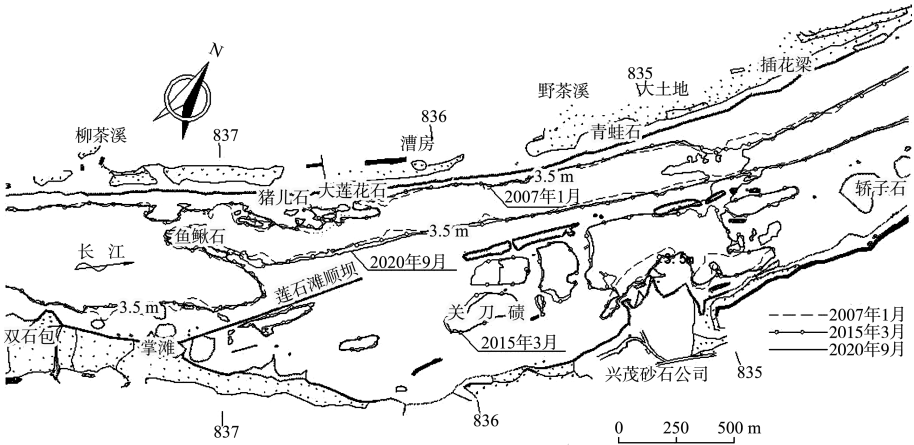 N
插花梁
835
大土地
野茶溪
836
青蛙石
漕房
837
柳茶溪
3.5 m
2007年1月
大莲花石
猪儿石
轿子石
3.5 m
鱼鳅石
长 江
2020年9月
3.5m
莲石滩顺坝
3.5 m
关 刀 碛
2007年1月
2015年3月
2020年9月
双石包
掌滩
2015年3月
兴茂砂石公司
835
836
837
0 250 500 m